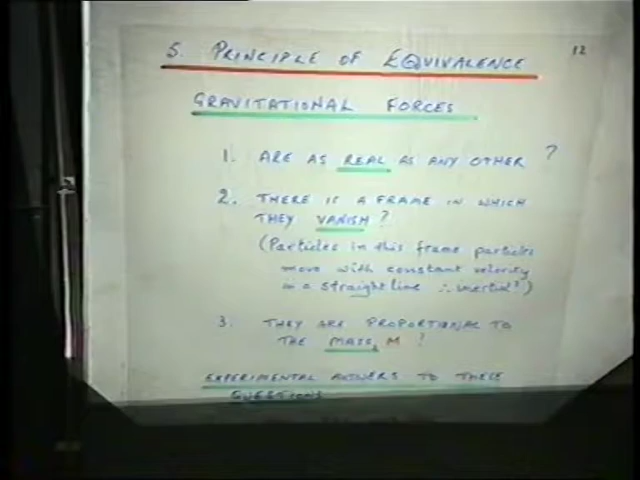 12
5. PRINCIPLE OF EQUIVALENCE
GRAVITATIONAL FORCES
1. ARE AS REAL AS ANY OTHER ?
2. THERE IS A FRAME IN WHICH
THEY VANISH ?
(Particles in this frame particles
move with constant velocity
in a straight line ∴ inertial ?)
3. THEY ARE PROPORTIONAL TO
THE MASS, M ?
EXPERIMENTAL ANSWERS TO THESE
QUESTIONS